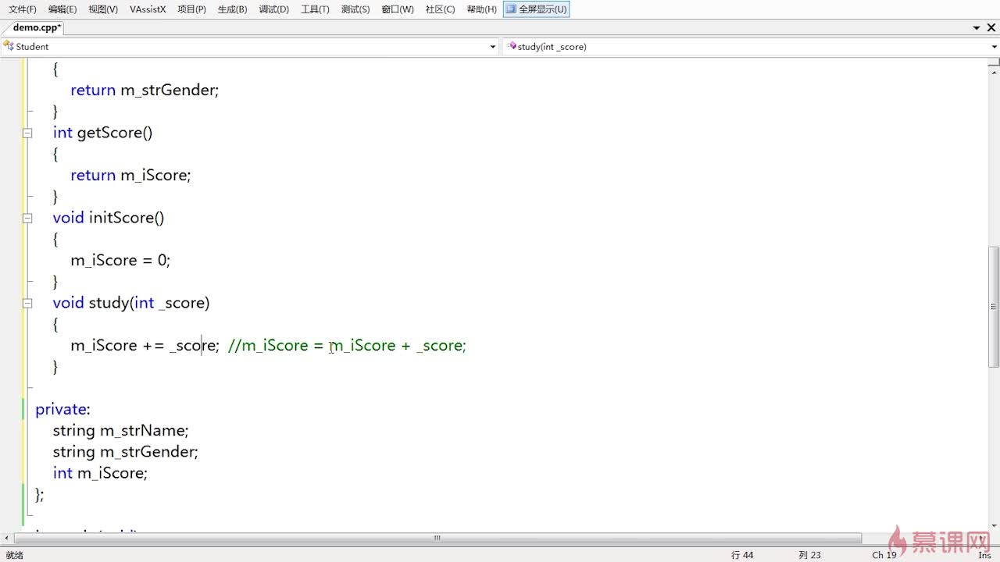 文件(F) 编辑(E) 视图(V) VAssistX 项目(P) 生成(B) 调试(D) 工具(T) 测试(S) 窗口(W) 社区(C) 帮助(H) 全屏显示(U)
demo.cpp*
Student study(int _score)
{
return m_strGender;
}
int getScore()
{
return m_iScore;
}
void initScore()
{
m_iScore = 0;
}
void study(int _score)
{
m_iScore += _score; //m_iScore = m_iScore + _score;
}
private:
string m_strName;
string m_strGender;
int m_iScore;
};
就绪 行 44 列 23 Ch 19 Ins
慕课网